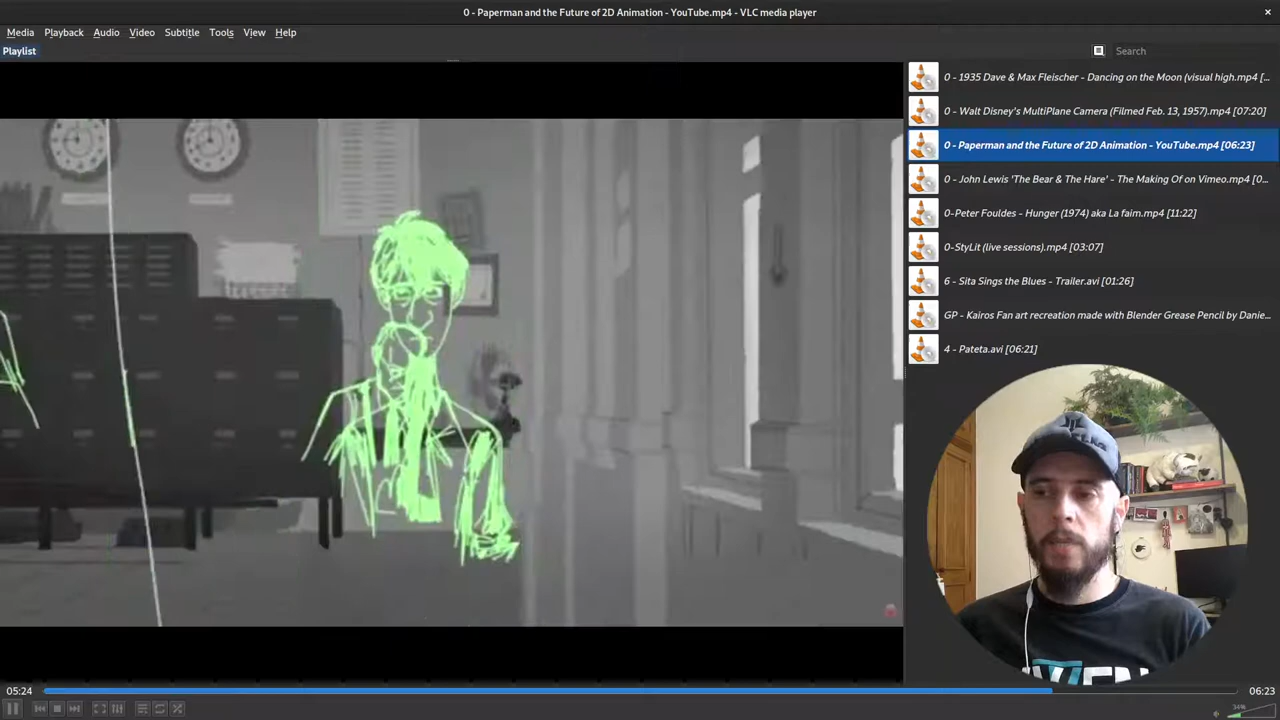 0 - Paperman and the Future of 2D Animation - YouTube.mp4 - VLC media player
Media Playback Audio Video Subtitle Tools View Help
Playlist
Search
0 - 1935 Dave & Max Fleischer - Dancing on the Moon (visual high.mp4 [...
0 - Walt Disney's MultiPlane Camera (Filmed Feb. 13, 1957).mp4 [07:20]
0 - Paperman and the Future of 2D Animation - YouTube.mp4 [06:23]
0 - John Lewis 'The Bear & The Hare' - The Making Of on Vimeo.mp4 [0...
0-Peter Fouldes - Hunger (1974) aka La faim.mp4 [11:22]
0-StyLit (live sessions).mp4 [03:07]
6 - Sita Sings the Blues - Trailer.avi [01:26]
GP - Kairos Fan art recreation made with Blender Grease Pencil by Danie...
4 - Pateta.avi [06:21]
05:24
06:23
34%